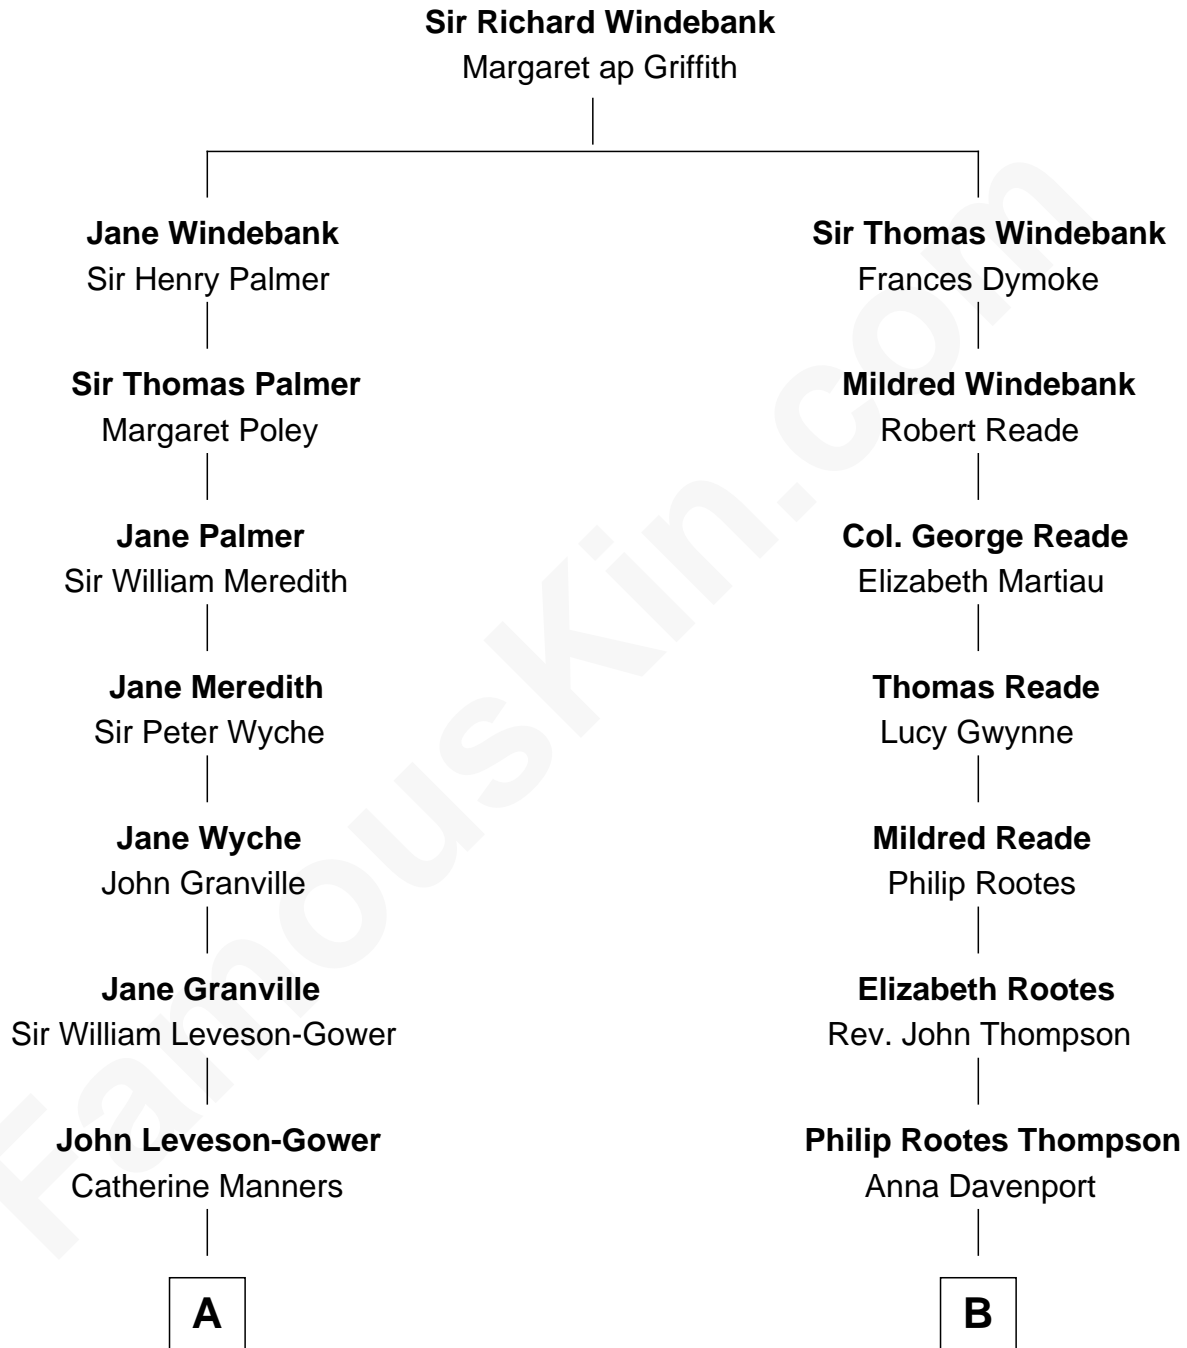 Sir Richard Windebank
Margaret ap Griffith
Jane Windebank
Sir Henry Palmer
Sir Thomas Windebank
Frances Dymoke
Sir Thomas Palmer
Margaret Poley
Mildred Windebank
Robert Reade
Jane Palmer
Sir William Meredith
Col. George Reade
Elizabeth Martiau
Jane Meredith
Sir Peter Wyche
Thomas Reade
Lucy Gwynne
Jane Wyche
John Granville
Mildred Reade
Philip Rootes
Jane Granville
Sir William Leveson-Gower
Elizabeth Rootes
Rev. John Thompson
John Leveson-Gower
Catherine Manners
Philip Rootes Thompson
Anna Davenport
A
B
FamousKin.com